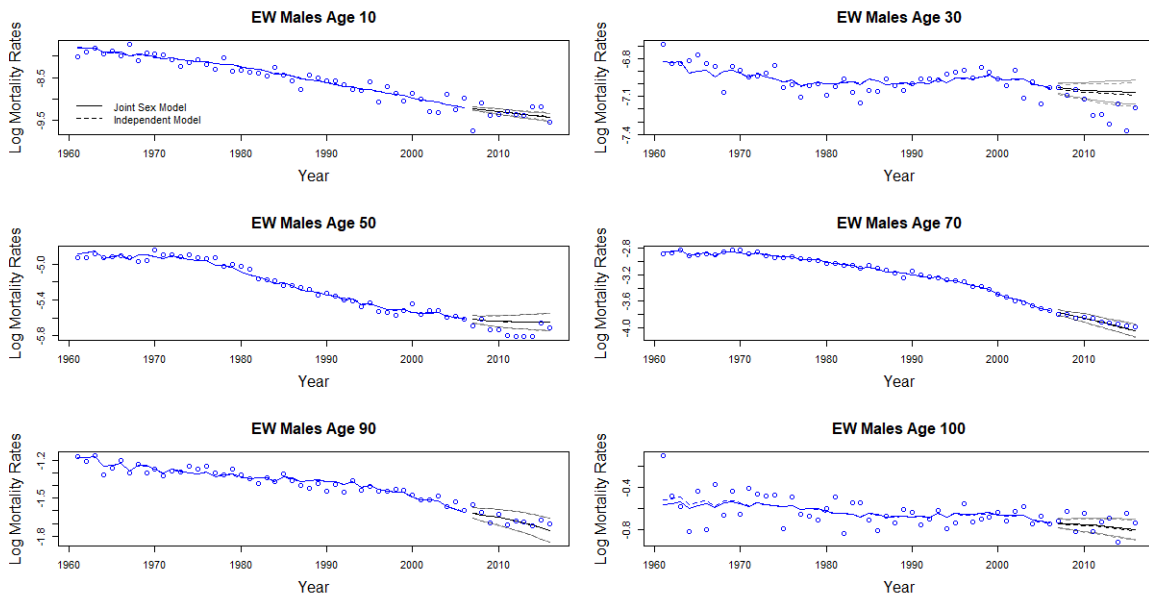 EW Males Age 10
Log Mortality Rates
-8.5
-9.5
Joint Sex Model
Independent Model
1960 1970 1980 1990 2000 2010
Year
EW Males Age 30
Log Mortality Rates
-6.8
-7.1
-7.4
1960 1970 1980 1990 2000 2010
Year
EW Males Age 50
Log Mortality Rates
-5.0
-5.4
-5.8
1960 1970 1980 1990 2000 2010
Year
EW Males Age 70
Log Mortality Rates
-2.8
-3.2
-3.6
-4.0
1960 1970 1980 1990 2000 2010
Year
EW Males Age 90
Log Mortality Rates
-1.2
-1.5
-1.8
1960 1970 1980 1990 2000 2010
Year
EW Males Age 100
Log Mortality Rates
-0.4
-0.8
1960 1970 1980 1990 2000 2010
Year